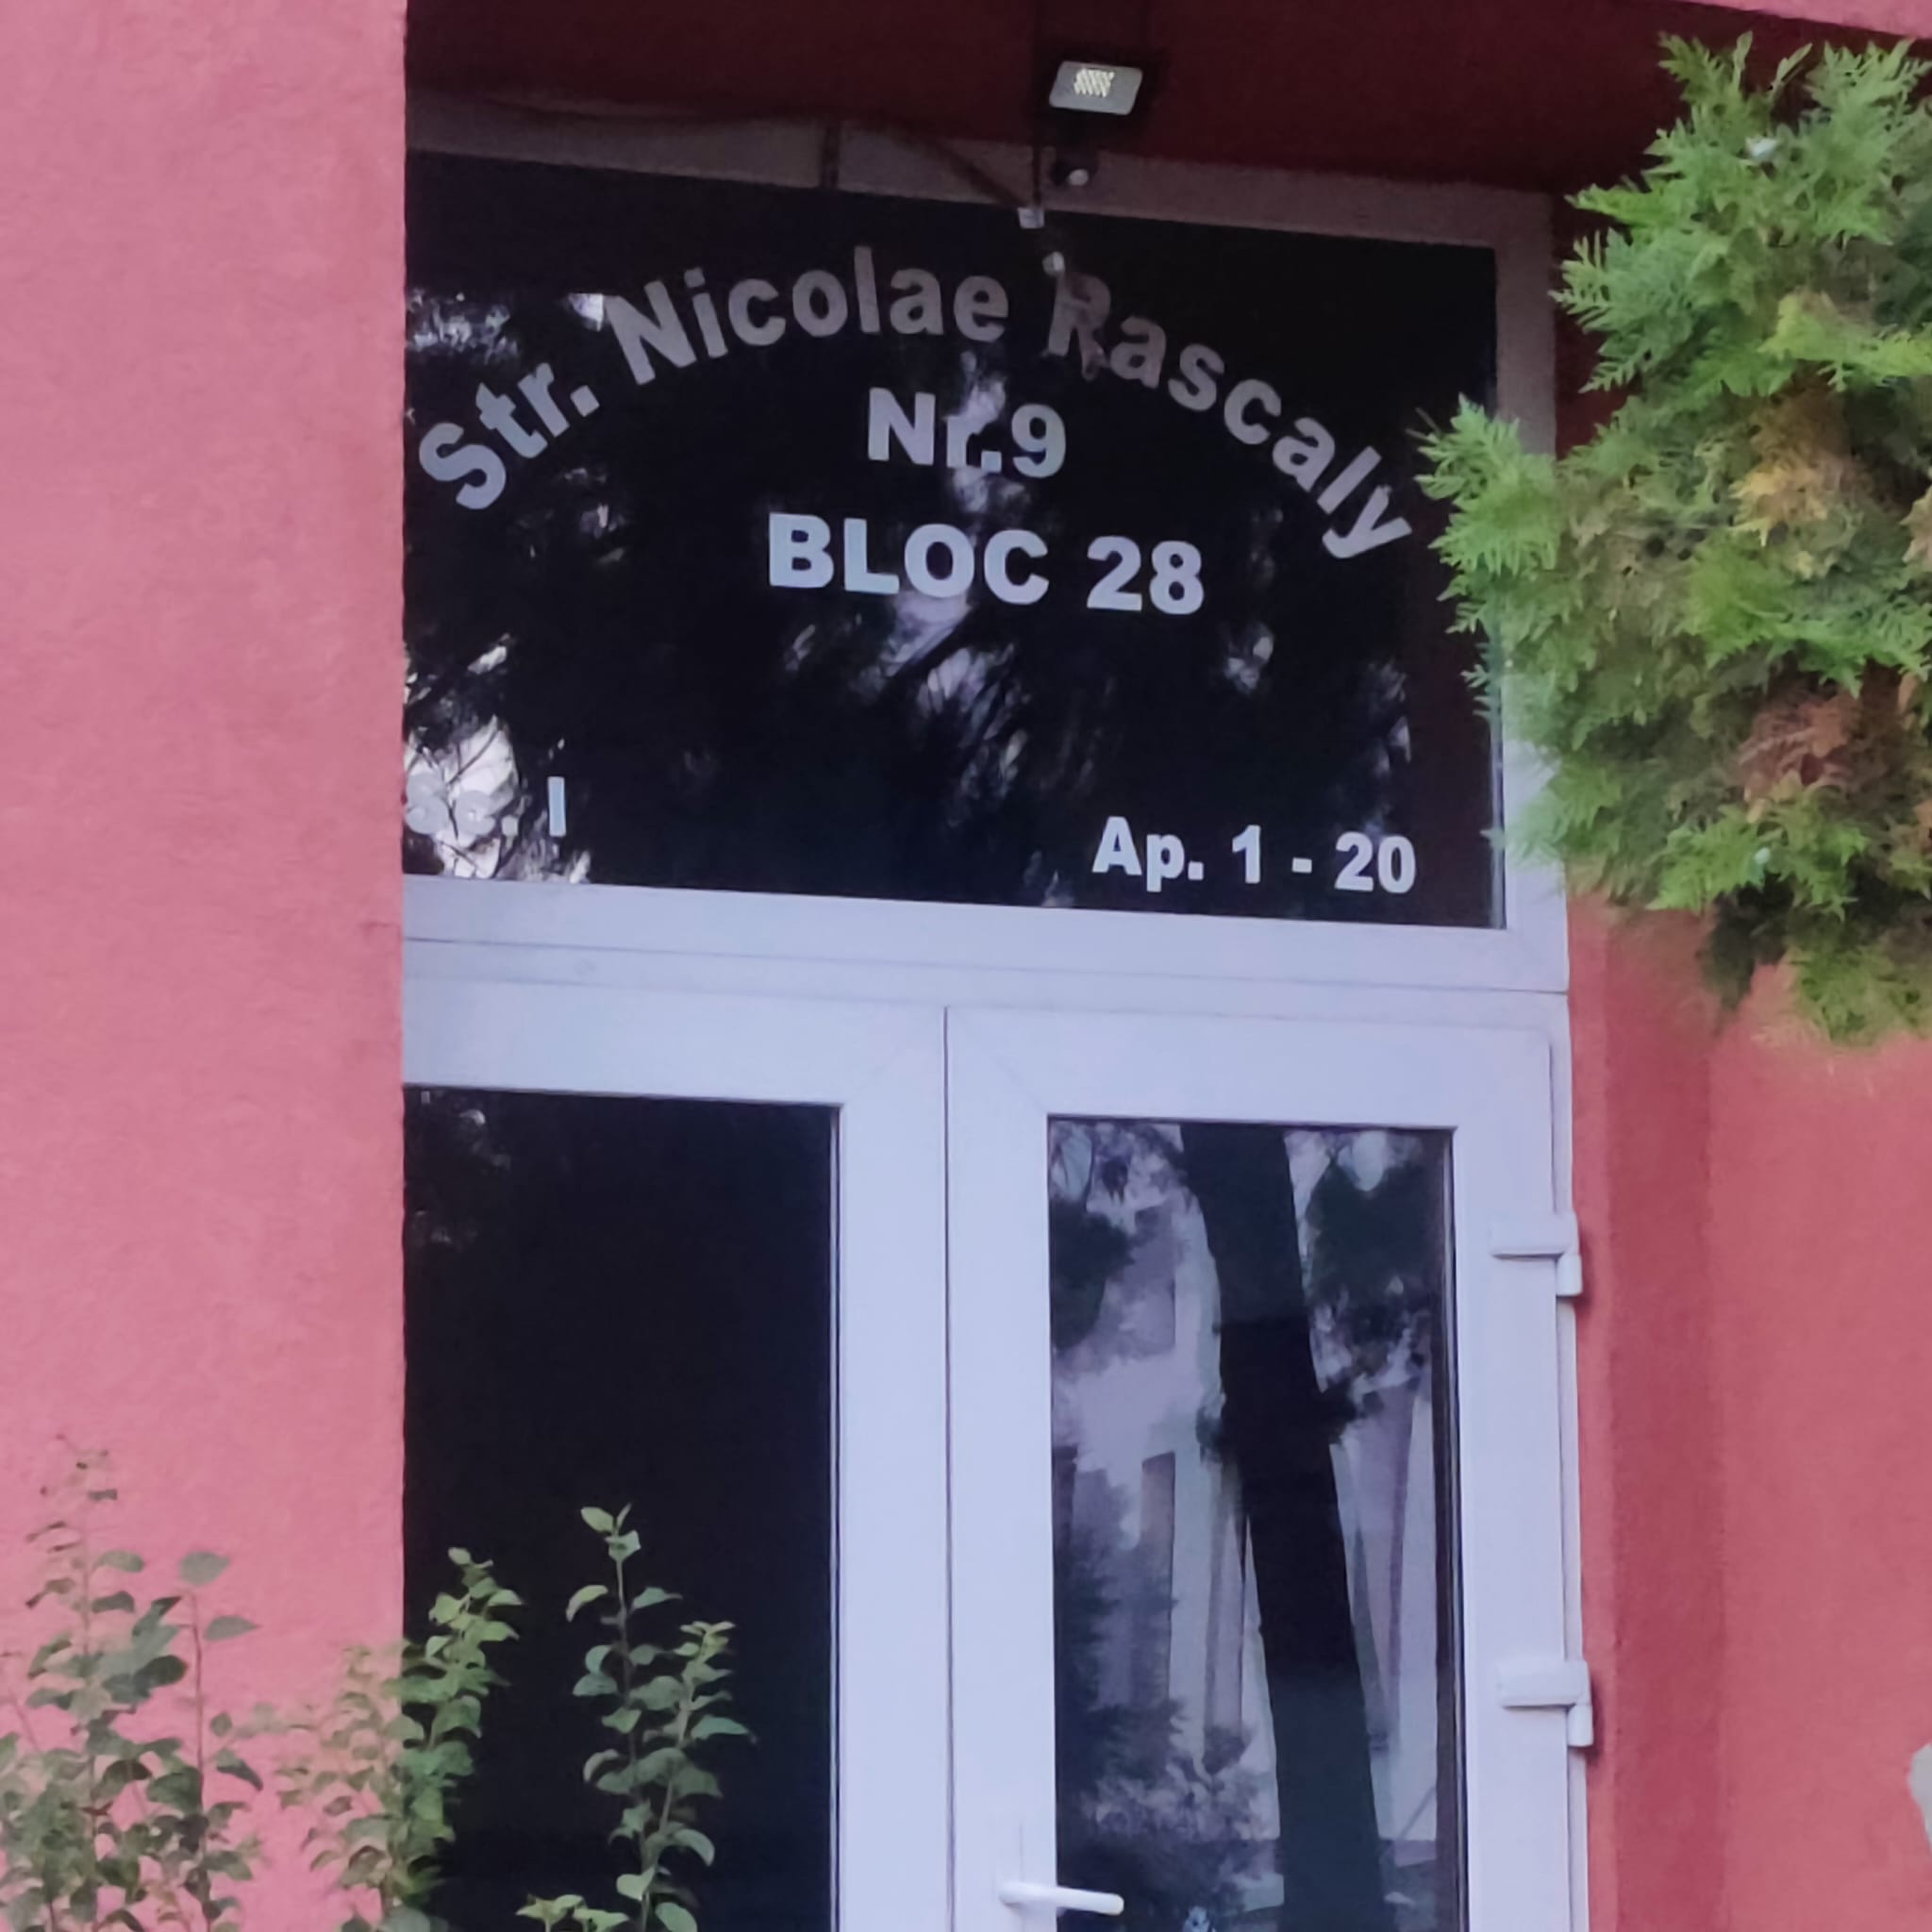 Str. Nicolae Rascaly
Nr.9
BLOC 28
I
Ap. 1 - 20